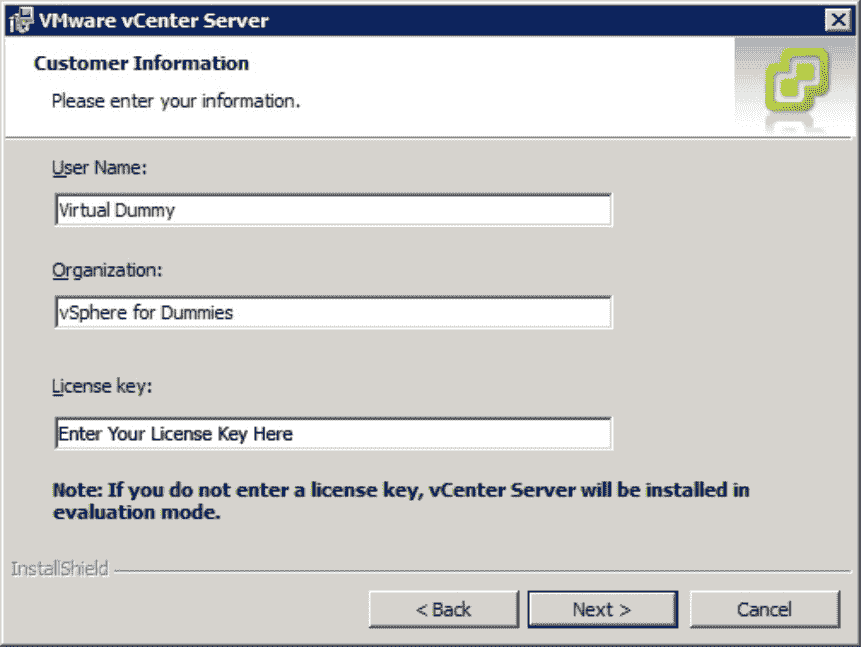 VMware vCenter Server
Customer Information
Please enter your information.
User Name:
Virtual Dummy
Organization:
vSphere for Dummies
License key:
Enter Your License Key Here
Note: If you do not enter a license key, vCenter Server will be installed in
evaluation mode.
InstallShield
< Back Next > Cancel